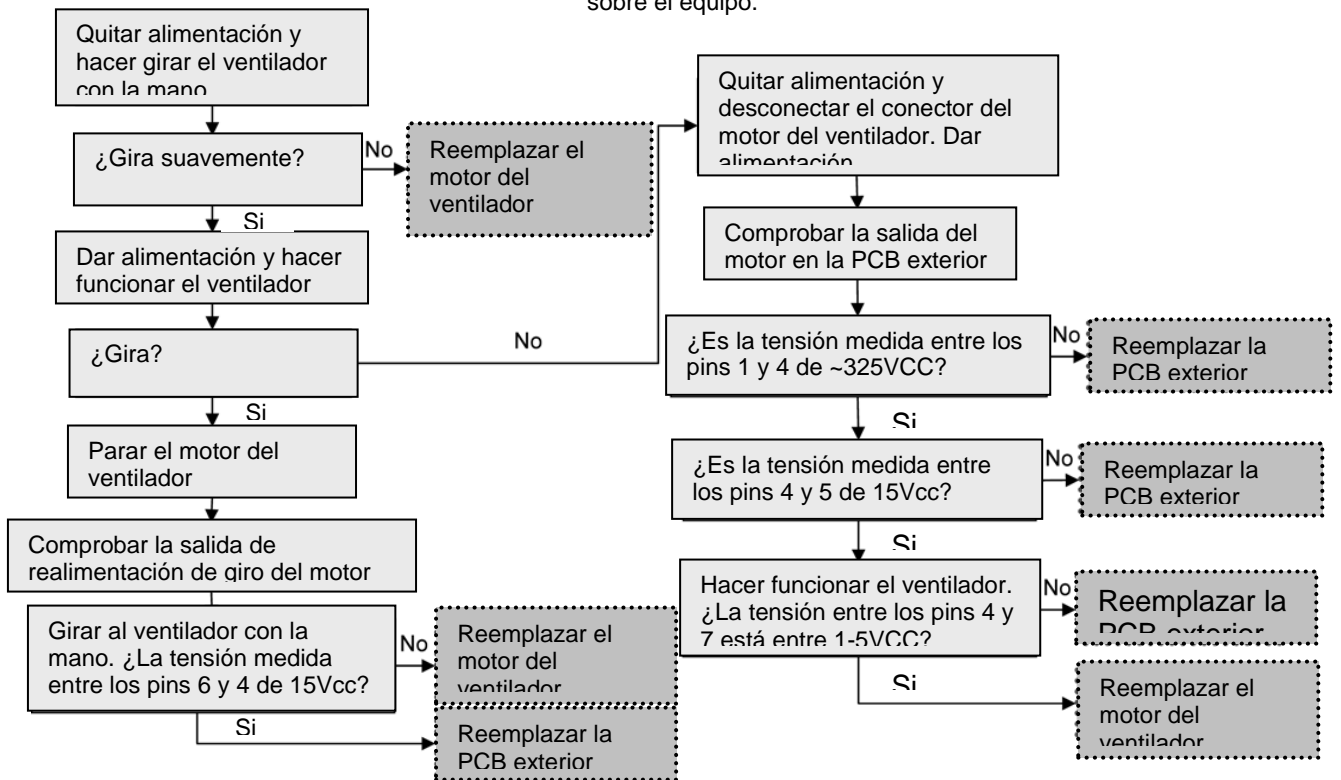 sobre el equipo.
Quitar alimentación y
hacer girar el ventilador
con la mano
¿Gira suavemente?
No
Reemplazar el
motor del
ventilador
Si
Dar alimentación y hacer
funcionar el ventilador
¿Gira?
No
Si
Parar el motor del
ventilador
Comprobar la salida de
realimentación de giro del motor
Girar al ventilador con la
mano. ¿La tensión medida
entre los pins 6 y 4 de 15Vcc?
No
Reemplazar el
motor del
ventilador
Si
Reemplazar la
PCB exterior
Quitar alimentación y
desconectar el conector del
motor del ventilador. Dar
alimentación
Comprobar la salida del
motor en la PCB exterior
¿Es la tensión medida entre los
pins 1 y 4 de ~325VCC?
No
Reemplazar la
PCB exterior
Si
¿Es la tensión medida entre
los pins 4 y 5 de 15Vcc?
No
Reemplazar la
PCB exterior
Si
Hacer funcionar el ventilador.
¿La tensión entre los pins 4 y
7 está entre 1-5VCC?
No
Reemplazar la
PCB exterior
Si
Reemplazar el
motor del
ventilador